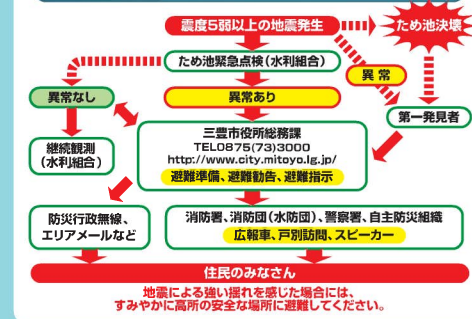 震度5弱以上の地震発生
ため池決壊
ため池緊急点検（水利組合）
異常
異常なし
異常あり
第一発見者
継続観測
（水利組合）
三豊市役所総務課
TEL0875(73)3000
http://www.city.mitoyo.lg.jp/
避難準備、避難勧告、避難指示
防災行政無線、
エリアメールなど
消防署、消防団（水防団）、警察署、自主防災組織
広報車、戸別訪問、スピーカー
住民のみなさん
地震による強い揺れを感じた場合には、
すみやかに高所の安全な場所に避難してください。